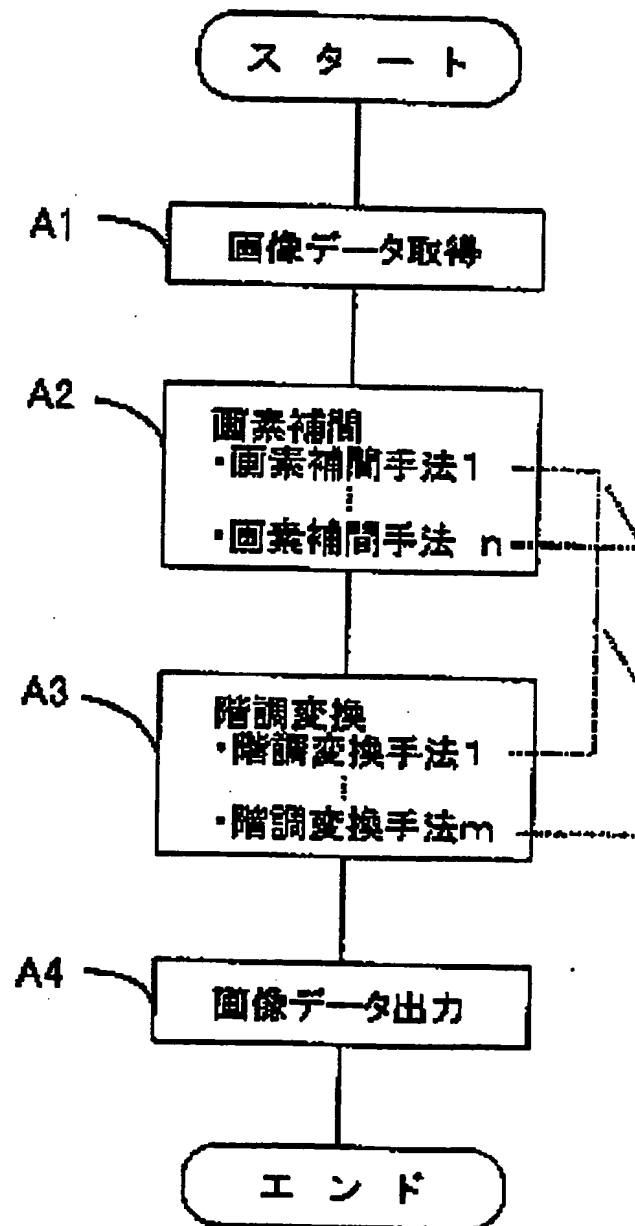 スタート
A1
画像データ取得
A2
画素補間
・画素補間手法1
・画素補間手法 n
A3
階調変換
・階調変換手法1
・階調変換手法m
A4
画像データ出力
エンド